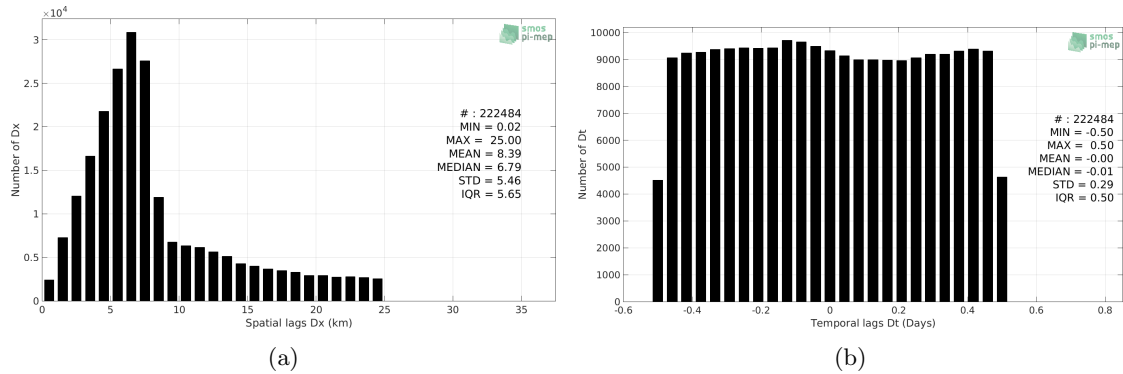 ×10⁴
3
2.5
2
1.5
1
0.5
0
0 5 10 15 20 25 30 35
Number of Dx
Spatial lags Dx (km)
smos
pi-mep
# : 222484
MIN = 0.02
MAX = 25.00
MEAN = 8.39
MEDIAN = 6.79
STD = 5.46
IQR = 5.65
(a)
10000
9000
8000
7000
6000
5000
4000
3000
2000
1000
0
-0.6 -0.4 -0.2 0 0.2 0.4 0.6 0.8
Number of Dt
Temporal lags Dt (Days)
smos
pi-mep
# : 222484
MIN = -0.50
MAX = 0.50
MEAN = -0.00
MEDIAN = -0.01
STD = 0.29
IQR = 0.50
(b)